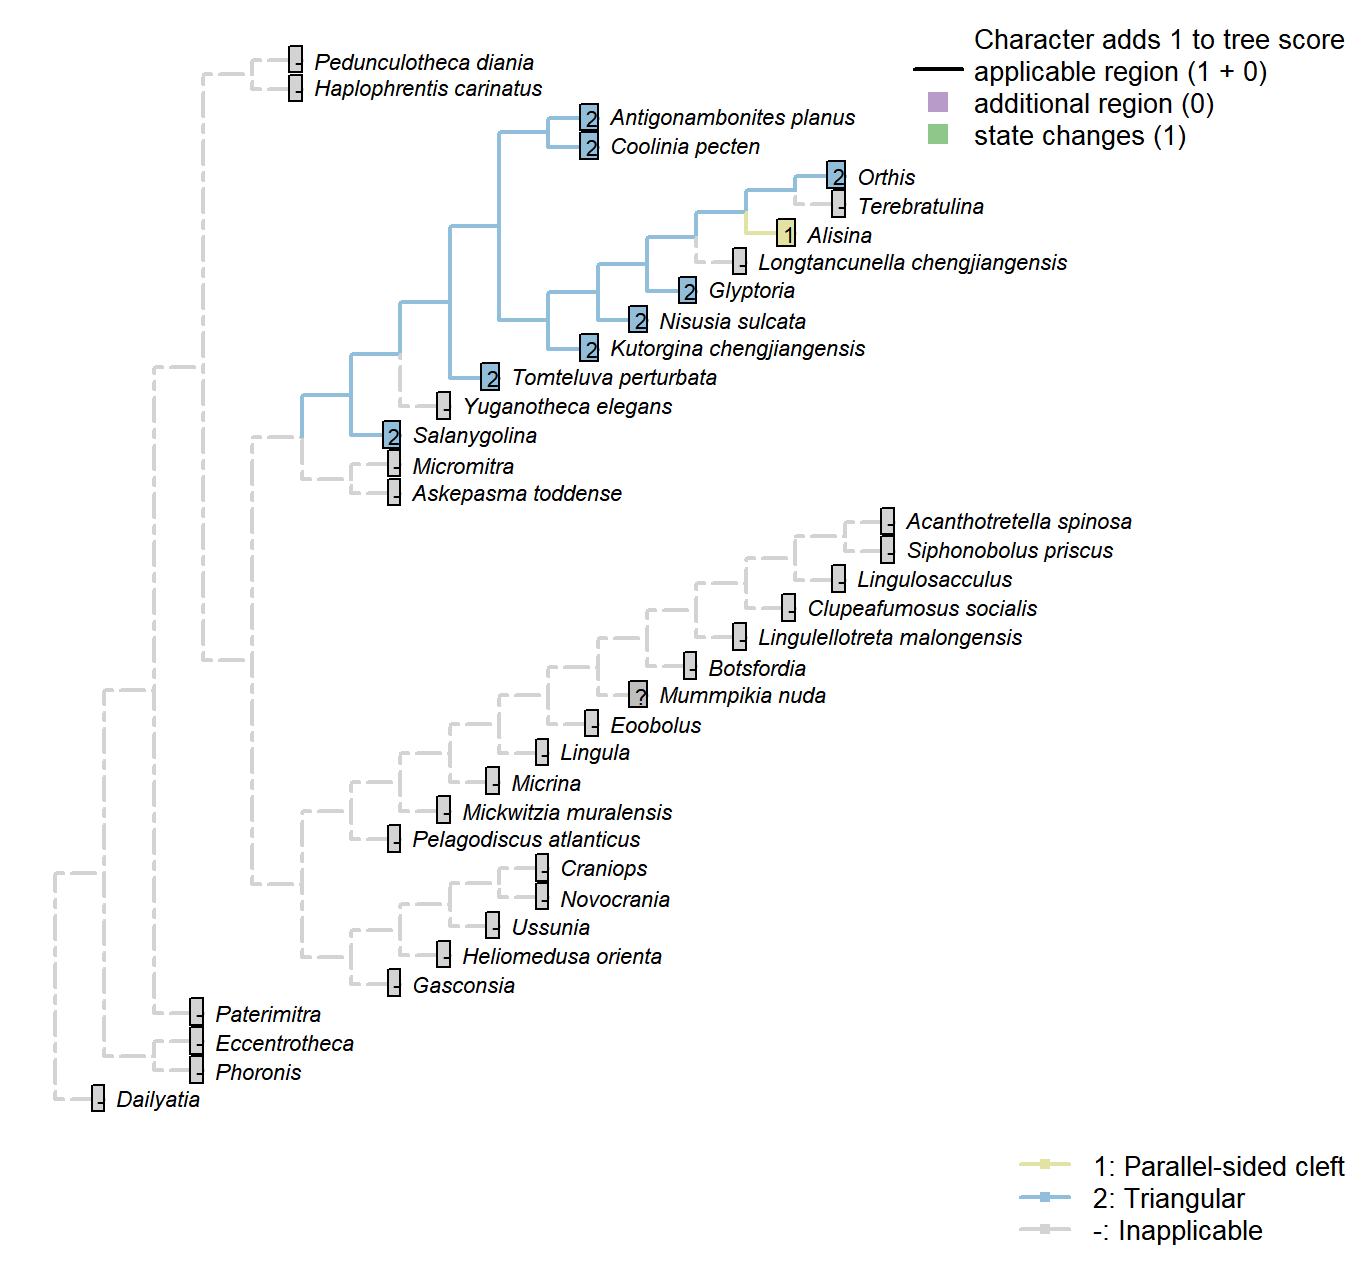 Character adds 1 to tree score
applicable region (1 + 0)
additional region (0)
state changes (1)
- Pedunculotheca diania
- Haplophrentis carinatus
2 Antigonambonites planus
2 Coolinia pecten
2 Orthis
- Terebratulina
1 Alisina
- Longtancunella chengjiangensis
2 Glyptoria
2 Nisusia sulcata
2 Kutorgina chengjiangensis
2 Tomteluva perturbata
- Yuganotheca elegans
2 Salanygolina
- Micromitra
- Askepasma toddense
- Acanthotretella spinosa
- Siphonobolus priscus
- Lingulosacculus
- Clupeafumosus socialis
- Lingulellotreta malongensis
- Botsfordia
? Mummpikia nuda
- Eoobolus
- Lingula
- Micrina
- Mickwitzia muralensis
- Pelagodiscus atlanticus
- Craniops
- Novocrania
- Ussunia
- Heliomedusa orienta
- Gasconsia
- Paterimitra
- Eccentrotheca
- Phoronis
- Dailyatia
1: Parallel-sided cleft
2: Triangular
-: Inapplicable